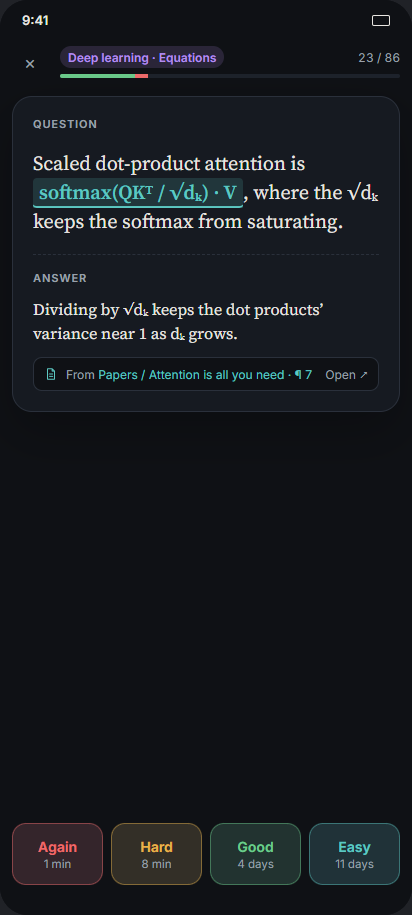 9:41
× Deep learning · Equations 23 / 86
QUESTION
Scaled dot-product attention is
softmax(QKᵀ / √dₖ) · V, where the √dₖ
keeps the softmax from saturating.
ANSWER
Dividing by √dₖ keeps the dot products’
variance near 1 as dₖ grows.
From Papers / Attention is all you need · ¶ 7 Open ↗
Again Hard Good Easy
1 min 8 min 4 days 11 days